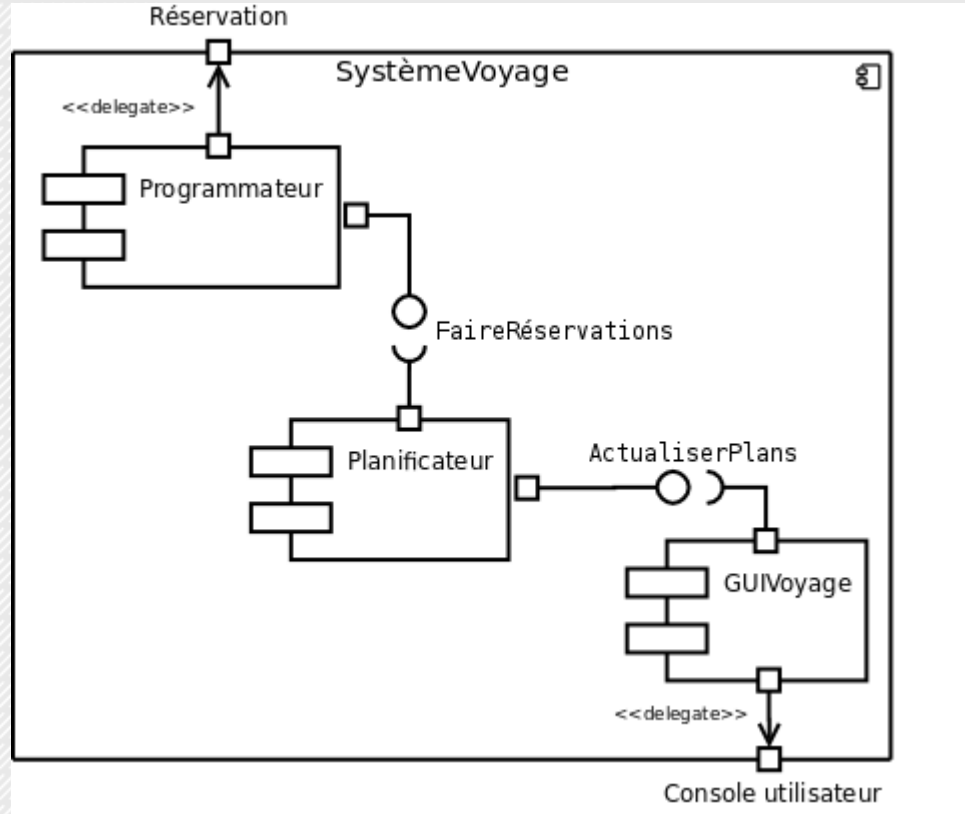 Réservation
SystèmeVoyage
<<delegate>>
Programmateur
FaireRéservations
ActualiserPlans
Planificateur
GUIVoyage
<<delegate>>
Console utilisateur